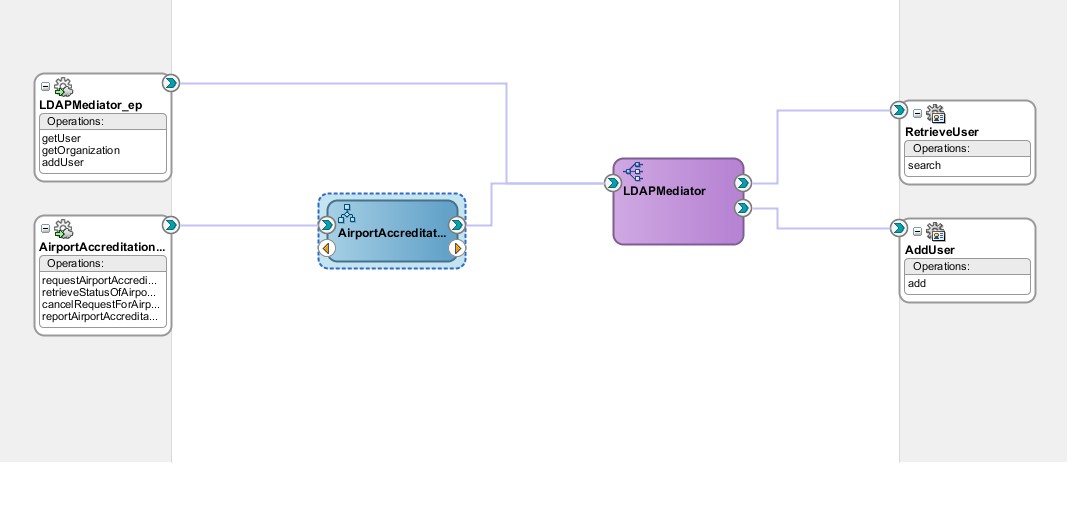 LDAPMediator_ep
Operations:
getUser
getOrganization
addUser
AirportAccreditation...
Operations:
requestAirportAccredi...
retrieveStatusOfAirpo...
cancelRequestForAirp...
reportAirportAccredita...
AirportAccreditat...
LDAPMediator
RetrieveUser
Operations:
search
AddUser
Operations:
add